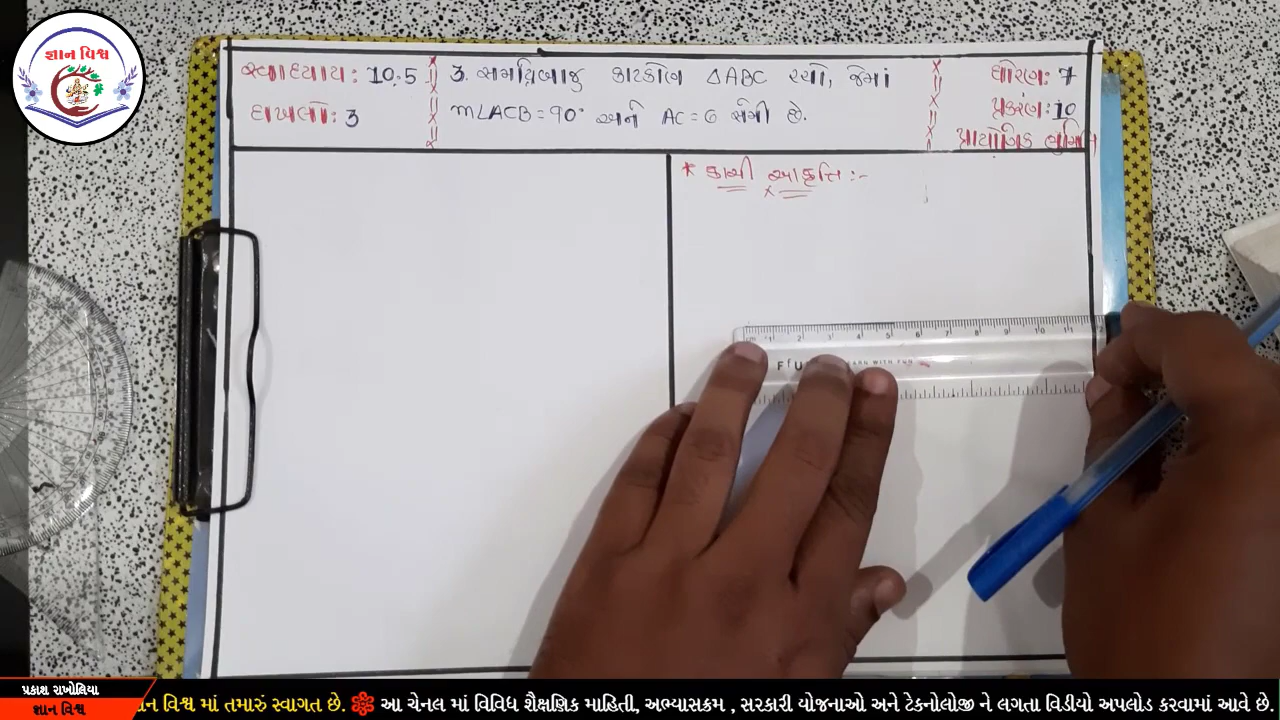 જ્ઞાન વિશ્વ
સ્વાધ્યાય: 10.5
દાખલો: 3
3. સમદ્વિબાજુ કાટકોણ ΔABC રચો, જેમાં
m∠ACB = 90° અને AC = 6 સેમી છે.
ધોરણ: 7
પ્રકરણ: 10
પ્રાયોગિક ભૂમિતિ
* કાચી આકૃતિ :-
પ્રકાશ રાખોલિયા
જ્ઞાન વિશ્વ
જ્ઞાન વિશ્વ માં તમારું સ્વાગત છે. આ ચેનલ માં વિવિધ શૈક્ષણિક માહિતી, અભ્યાસક્રમ , સરકારી યોજનાઓ અને ટેકનોલોજી ને લગતા વિડીયો અપલોડ કરવામાં આવે છે.